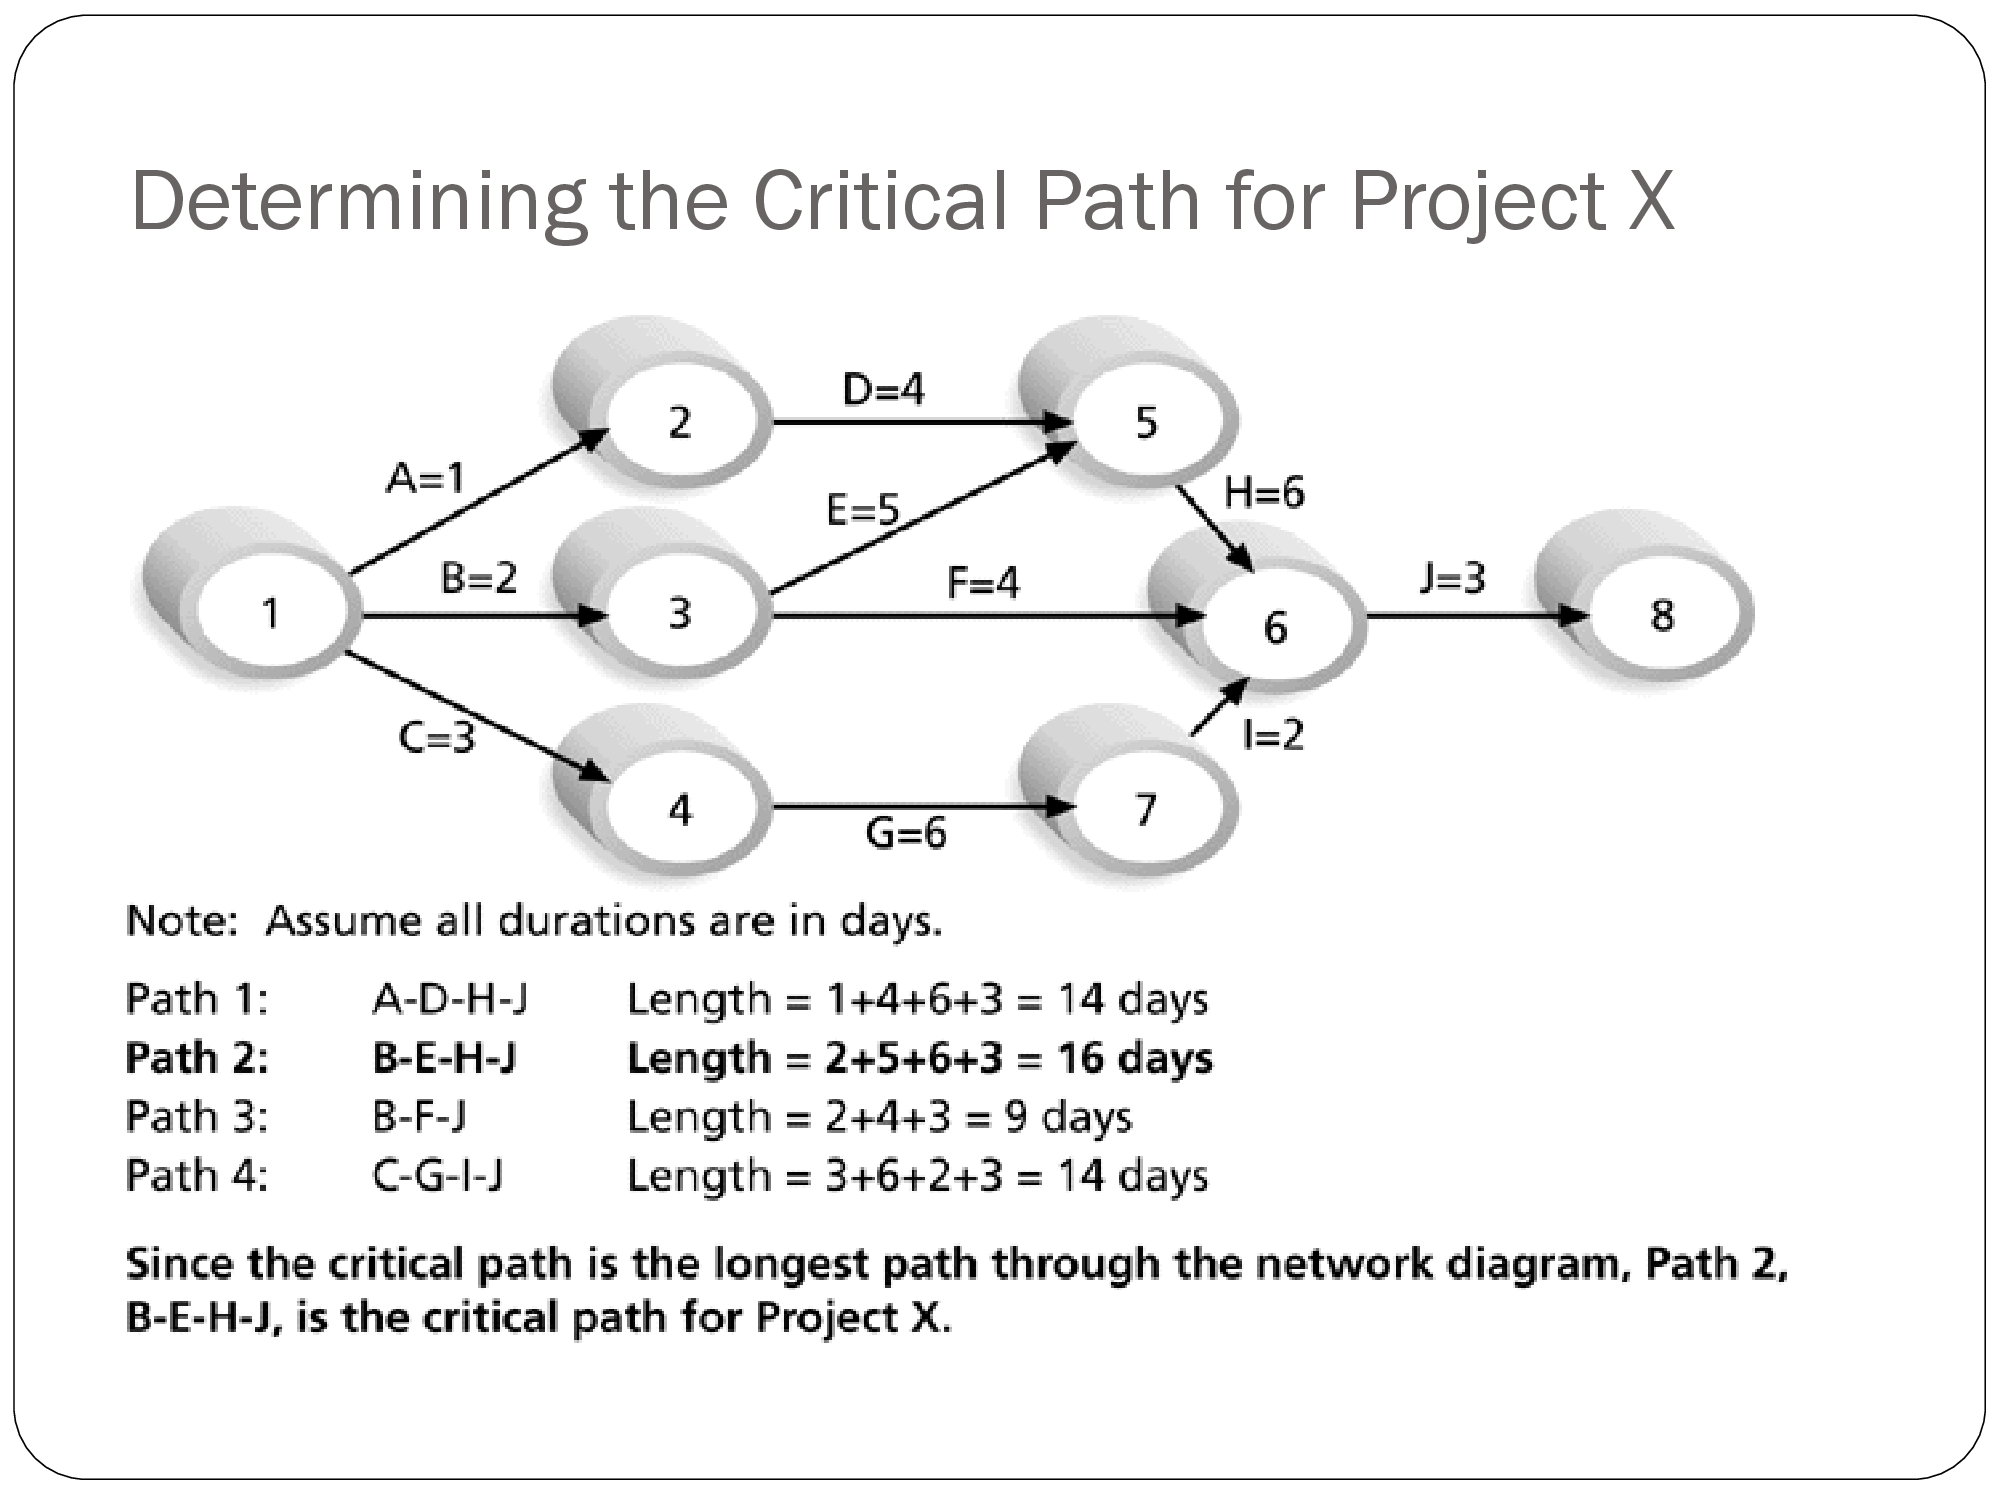 Determining the Critical Path for Project X
2
D=4
5
A=1
H=6
E=5
1
B=2
3
F=4
6
J=3
8
C=3
I=2
4
G=6
7
Note: Assume all durations are in days.
Path 1: A-D-H-J Length = 1+4+6+3 = 14 days
Path 2: B-E-H-J Length = 2+5+6+3 = 16 days
Path 3: B-F-J Length = 2+4+3 = 9 days
Path 4: C-G-I-J Length = 3+6+2+3 = 14 days
Since the critical path is the longest path through the network diagram, Path 2,
B-E-H-J, is the critical path for Project X.